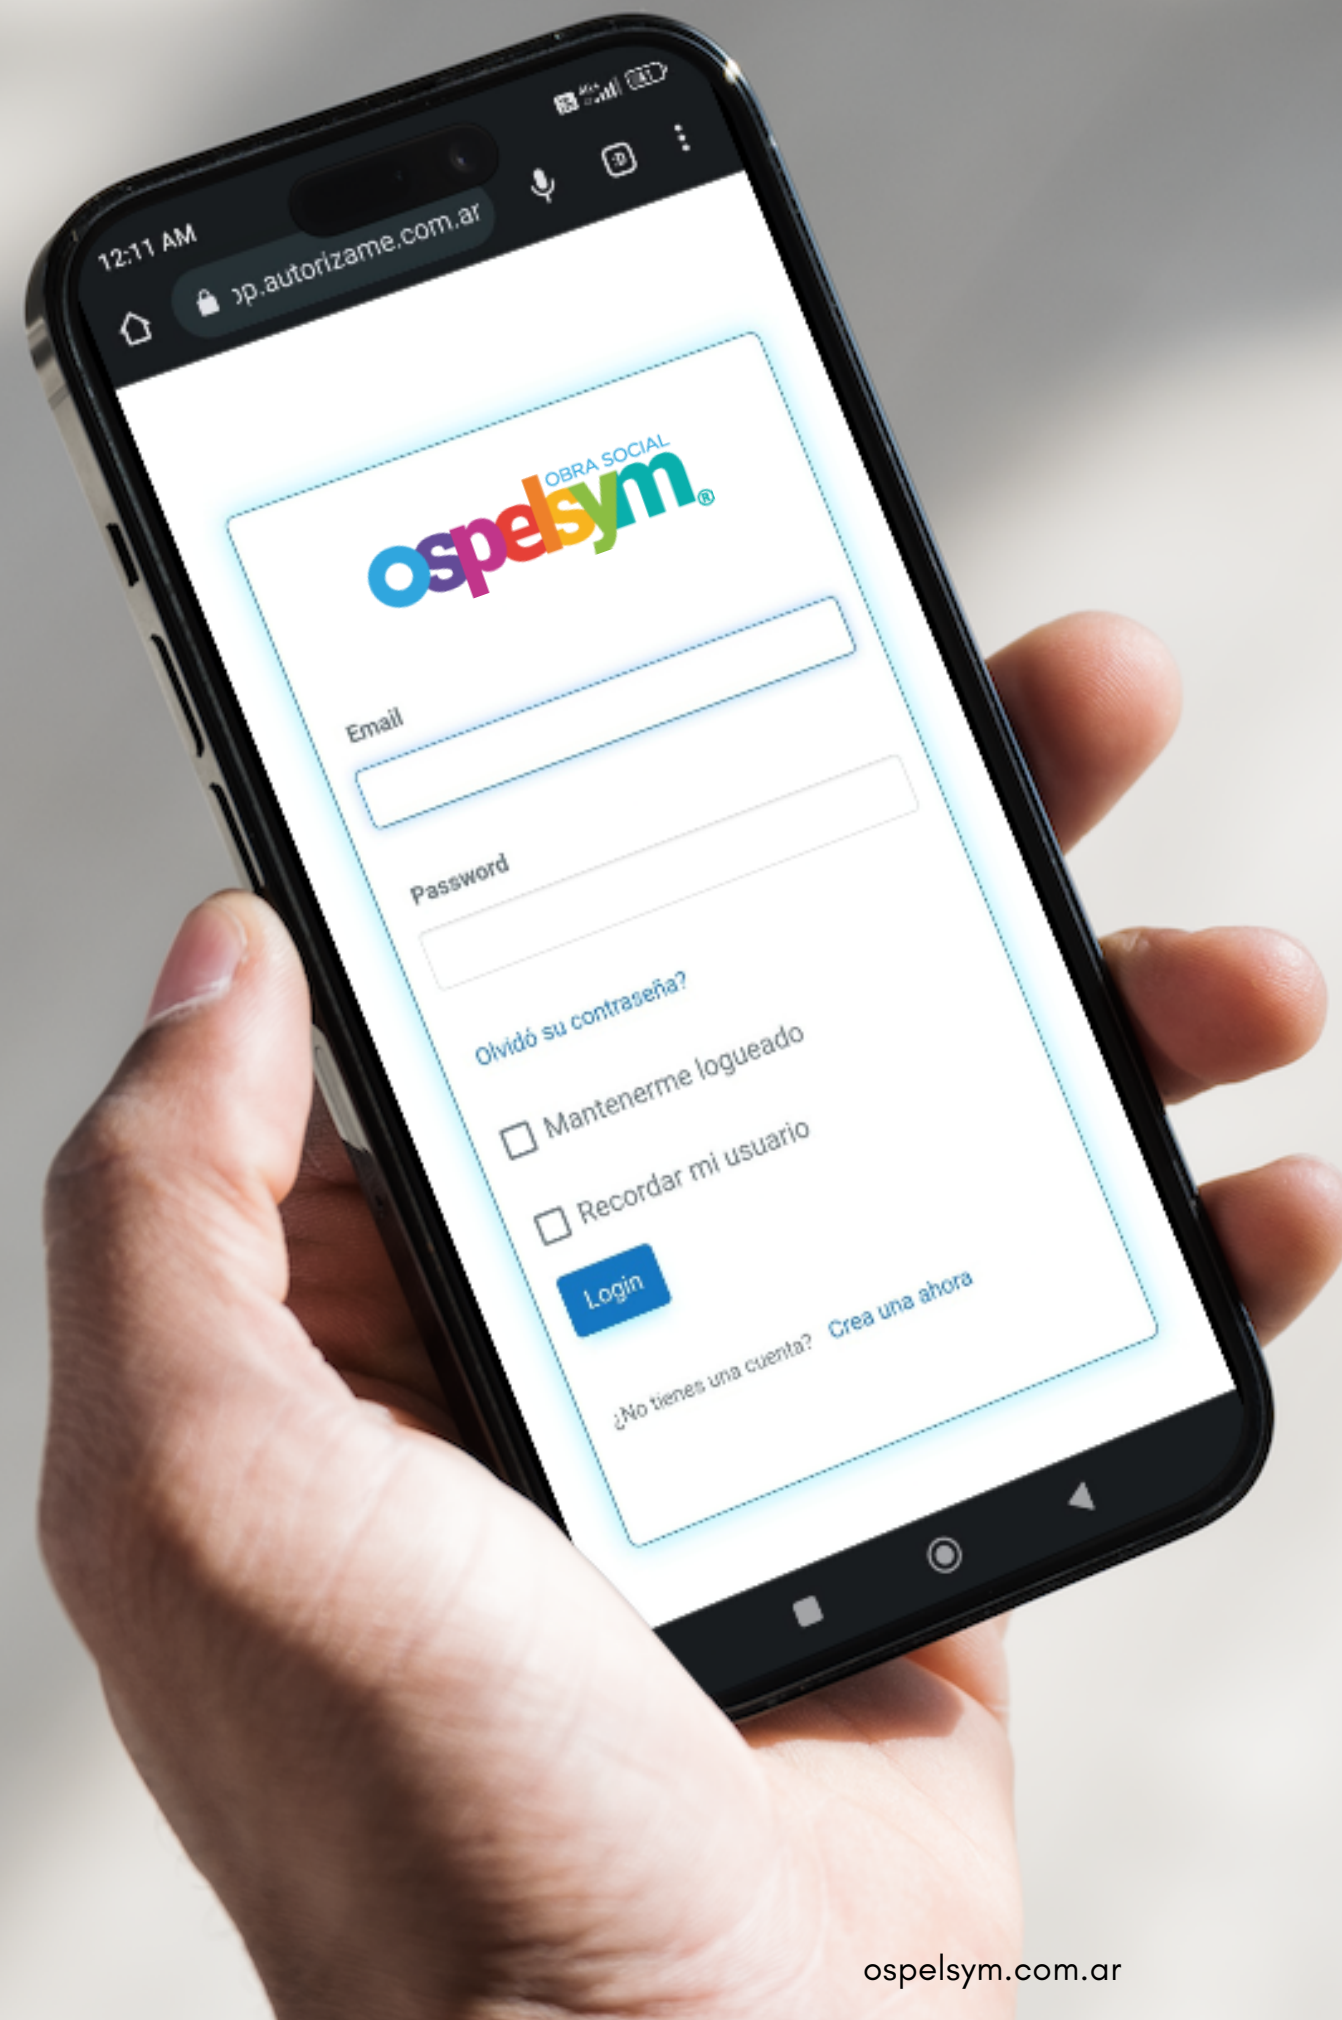 12:11 AM
p.autorizame.com.ar
:D
OBRA SOCIAL
ospelsym®
Email
Password
Olvidó su contraseña?
Mantenerme logueado
Recordar mi usuario
Login
¿No tienes una cuenta? Crea una ahora
ospelsym.com.ar